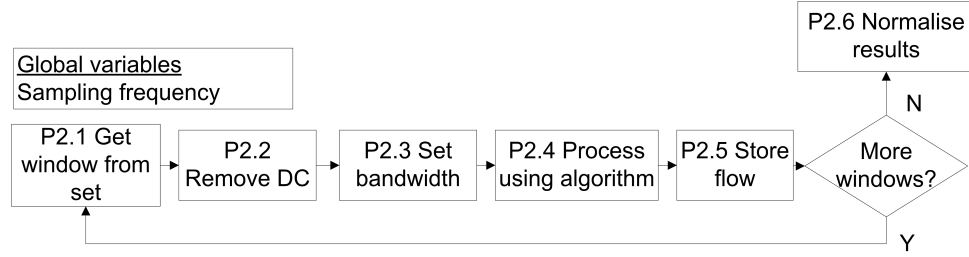 P2.6 Normalise
results
Global variables
Sampling frequency
N
P2.1 Get
window from
set
P2.2
Remove DC
P2.3 Set
bandwidth
P2.4 Process
using algorithm
P2.5 Store
flow
More
windows?
Y